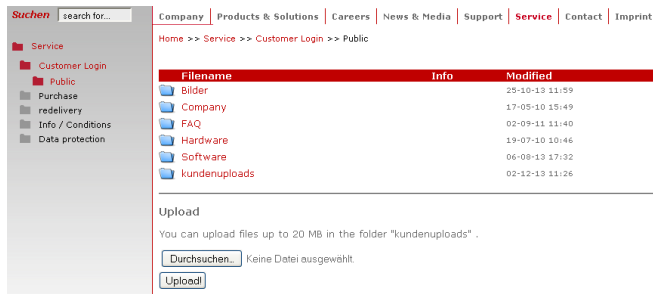 Suchen search for...
Company Products & Solutions Careers News & Media Support Service Contact Imprint
Home >> Service >> Customer Login >> Public
Service
Customer Login
Public
Purchase
redelivery
Info / Conditions
Data protection
Filename Info Modified
Bilder 25-10-13 11:59
Company 17-05-10 15:49
FAQ 02-09-11 11:40
Hardware 19-07-10 10:46
Software 06-08-13 17:32
kundenuploads 02-12-13 11:26
Upload
You can upload files up to 20 MB in the folder "kundenuploads" .
Durchsuchen... Keine Datei ausgewählt.
Upload!